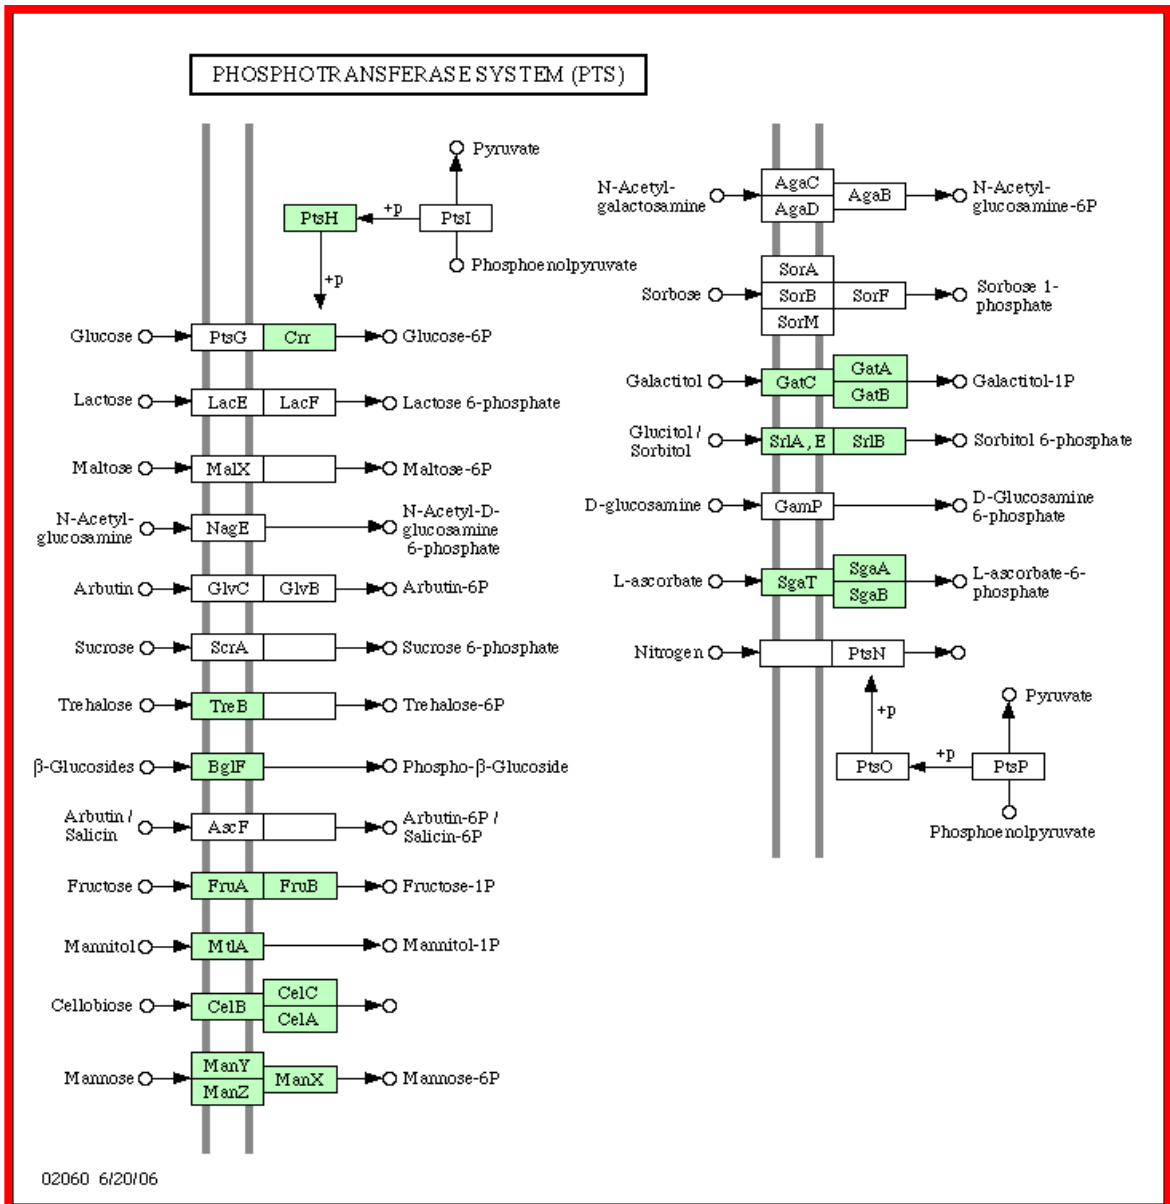 PHOSPHOTRANSFERASE SYSTEM (PTS)
Pyruvate
PtsH
+p
PtsI
Phosphoenolpyruvate
+p
Glucose
PtsG
Crr
Glucose-6P
Lactose
LacE
LacF
Lactose 6-phosphate
Maltose
MalX
Maltose-6P
N-Acetyl-
glucosamine
NagE
N-Acetyl-D-
glucosamine
6-phosphate
Arbutin
GlvC
GlvB
Arbutin-6P
Sucrose
ScrA
Sucrose 6-phosphate
Trehalose
TreB
Trehalose-6P
β-Glucosides
BglF
Phospho-β-Glucoside
Arbutin /
Salicin
AscF
Arbutin-6P /
Salicin-6P
Fructose
FruA
FruB
Fructose-1P
Mannitol
MtlA
Mannitol-1P
Cellobiose
CelB
CelC
CelA
Mannose
ManY
ManZ
ManX
Mannose-6P
N-Acetyl-
galactosamine
AgaC
AgaD
AgaB
N-Acetyl-
glucosamine-6P
Sorbose
SorA
SorB
SorM
SorF
Sorbose 1-
phosphate
Galactitol
GatC
GatA
GatB
Galactitol-1P
Glucitol /
Sorbitol
SrlA, E
SrlB
Sorbitol 6-phosphate
D-glucosamine
GamP
D-Glucosamine
6-phosphate
L-ascorbate
SgaT
SgaA
SgaB
L-ascorbate-6-
phosphate
Nitrogen
PtsN
+p
Pyruvate
PtsO
+p
PtsP
Phosphoenolpyruvate
02060 6/20/06